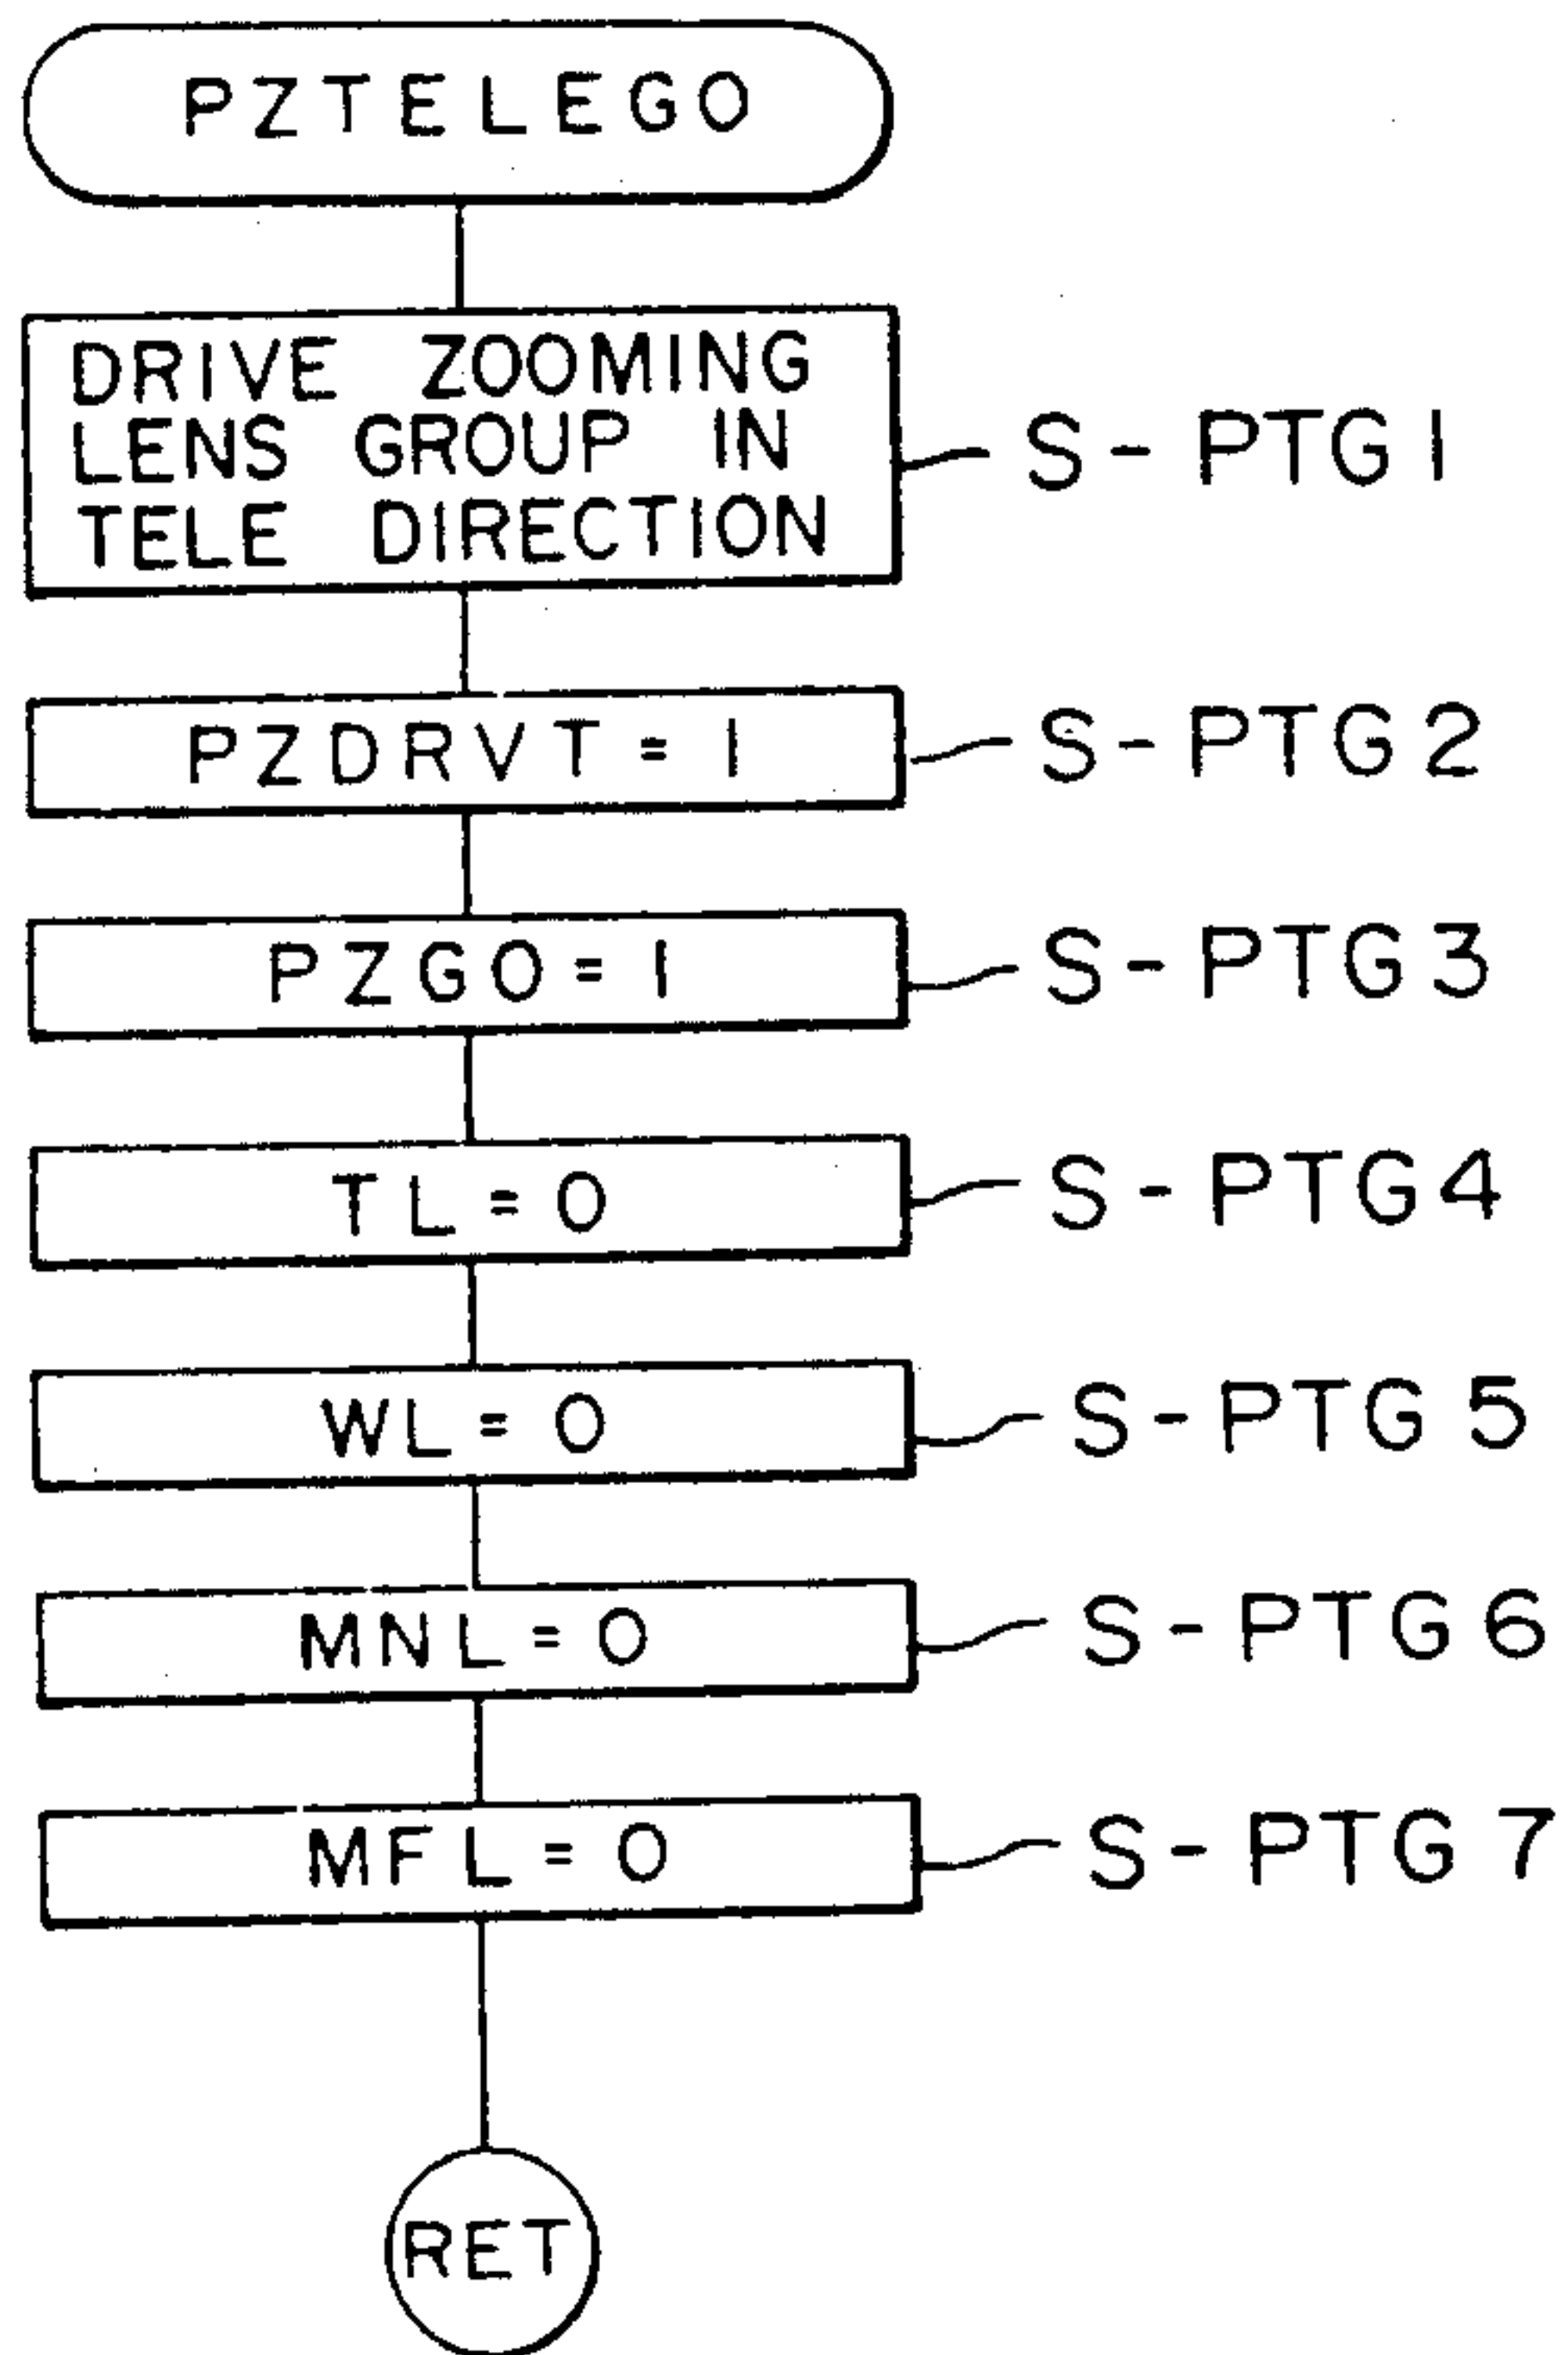 PZTELEGO
DRIVE ZOOMING
LENS GROUP IN
TELE DIRECTION
S-PTG1
PZDRVT=1
S-PTG2
PZGO=1
S-PTG3
TL=0
S-PTG4
WL=0
S-PTG5
MNL=0
S-PTG6
MFL=0
S-PTG7
RET